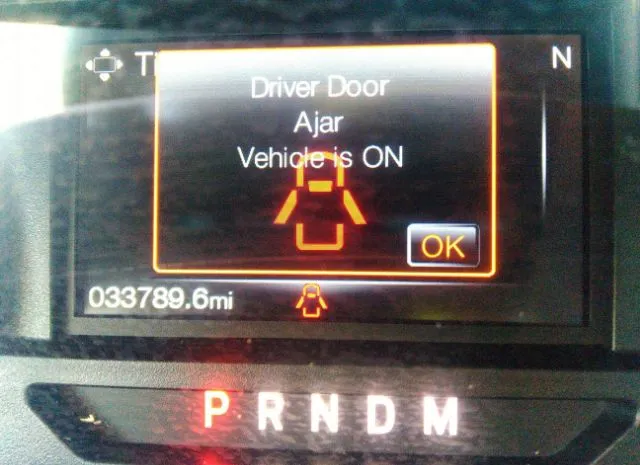 N
Driver Door
Ajar
Vehicle is ON
OK
033789.6mi
P R N D M